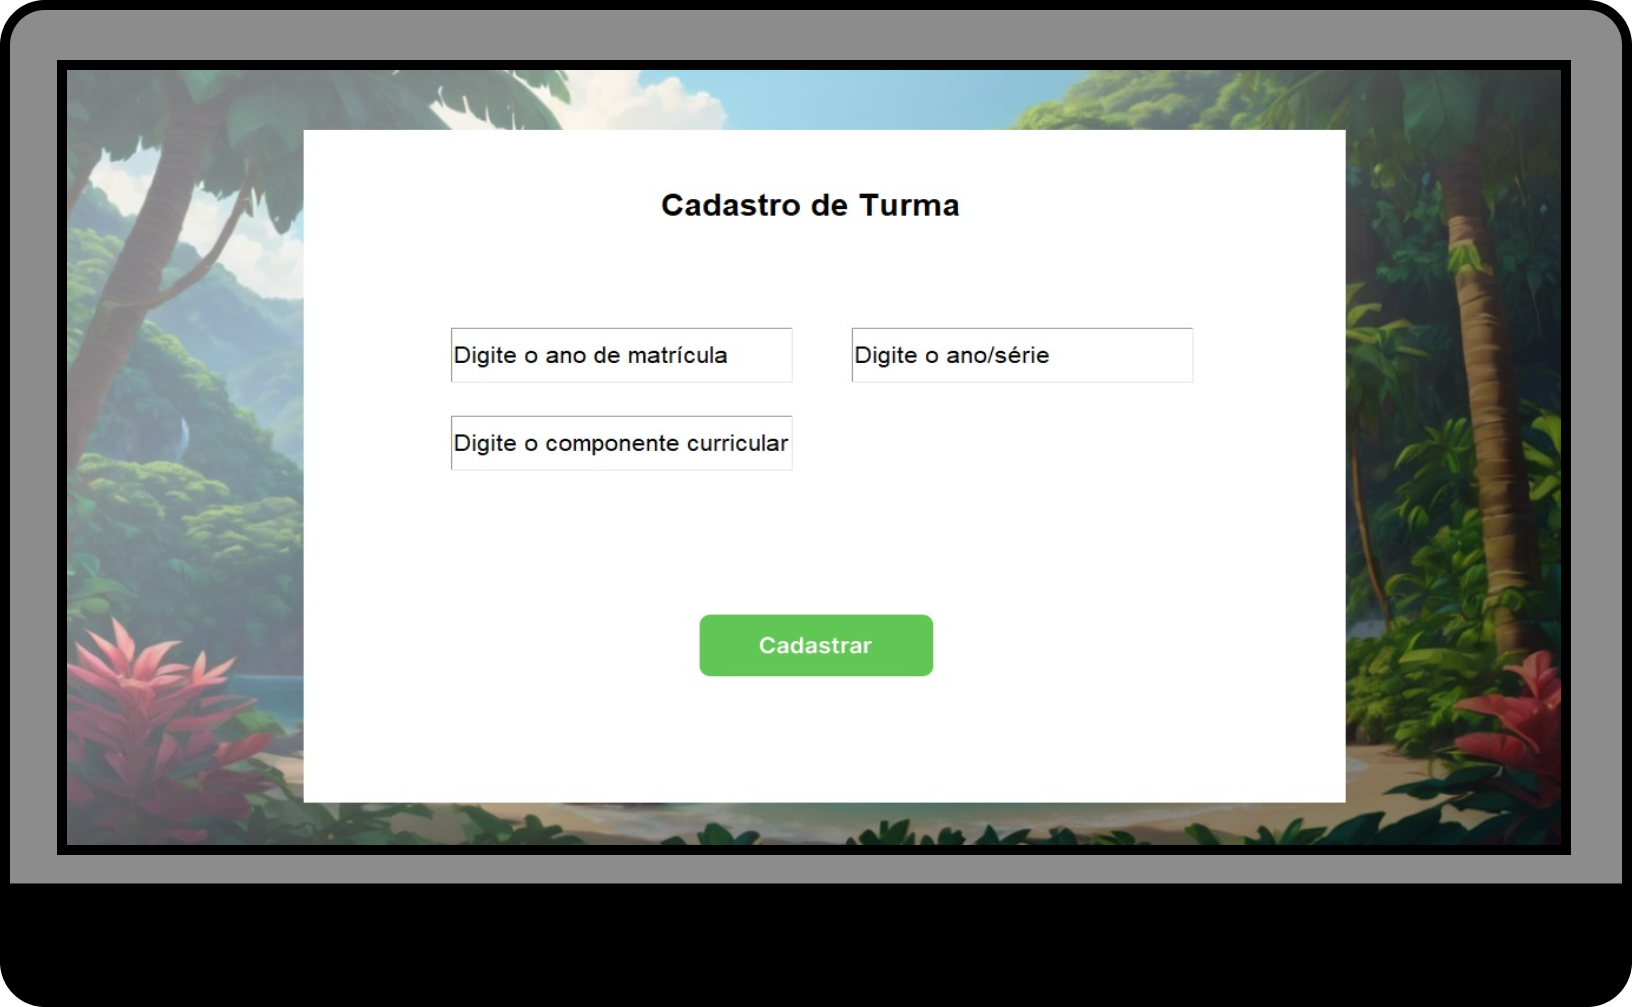 Cadastro de Turma
Digite o ano de matrícula
Digite o ano/série
Digite o componente curricular
Cadastrar